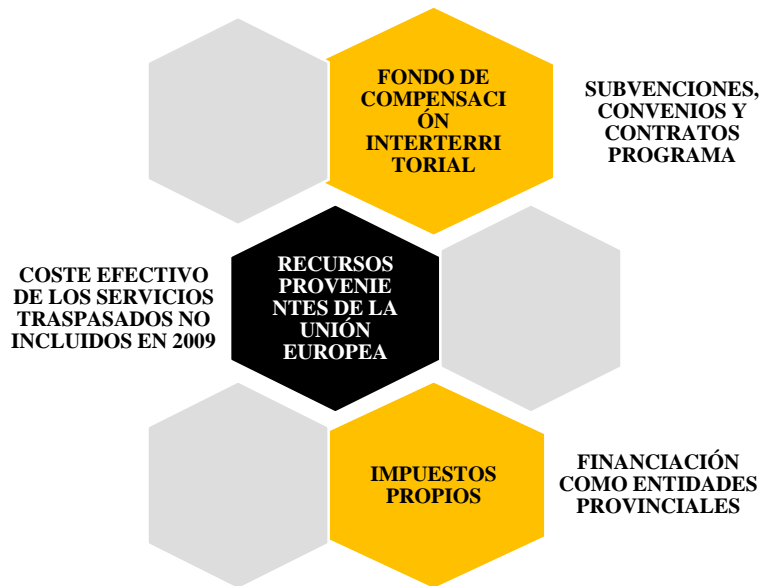 FONDO DE
COMPENSACI
ÓN
INTERTERRI
TORIAL
SUBVENCIONES,
CONVENIOS Y
CONTRATOS
PROGRAMA
COSTE EFECTIVO
DE LOS SERVICIOS
TRASPASADOS NO
INCLUIDOS EN 2009
RECURSOS
PROVENIE
NTES DE LA
UNIÓN
EUROPEA
IMPUESTOS
PROPIOS
FINANCIACIÓN
COMO ENTIDADES
PROVINCIALES